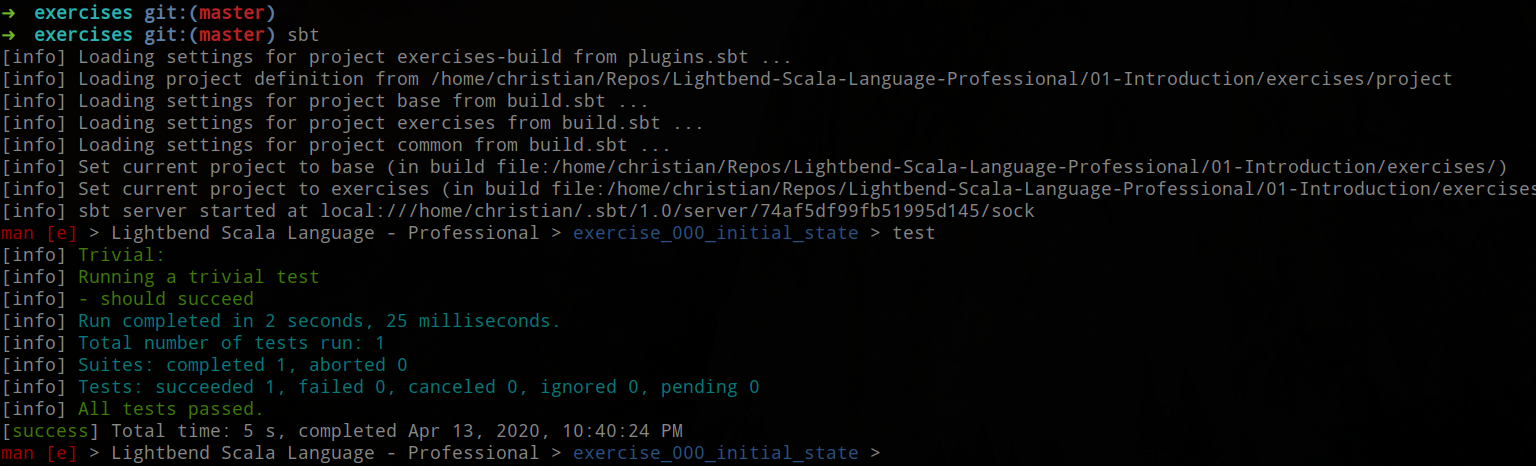 ➜  exercises git:(master)
➜  exercises git:(master) sbt
[info] Loading settings for project exercises-build from plugins.sbt ...
[info] Loading project definition from /home/christian/Repos/Lightbend-Scala-Language-Professional/01-Introduction/exercises/project
[info] Loading settings for project base from build.sbt ...
[info] Loading settings for project exercises from build.sbt ...
[info] Loading settings for project common from build.sbt ...
[info] Set current project to base (in build file:/home/christian/Repos/Lightbend-Scala-Language-Professional/01-Introduction/exercises/)
[info] Set current project to exercises (in build file:/home/christian/Repos/Lightbend-Scala-Language-Professional/01-Introduction/exercises
[info] sbt server started at local:///home/christian/.sbt/1.0/server/74af5df99fb51995d145/sock
man [e] > Lightbend Scala Language - Professional > exercise_000_initial_state > test
[info] Trivial:
[info] Running a trivial test
[info] - should succeed
[info] Run completed in 2 seconds, 25 milliseconds.
[info] Total number of tests run: 1
[info] Suites: completed 1, aborted 0
[info] Tests: succeeded 1, failed 0, canceled 0, ignored 0, pending 0
[info] All tests passed.
[success] Total time: 5 s, completed Apr 13, 2020, 10:40:24 PM
man [e] > Lightbend Scala Language - Professional > exercise_000_initial_state >